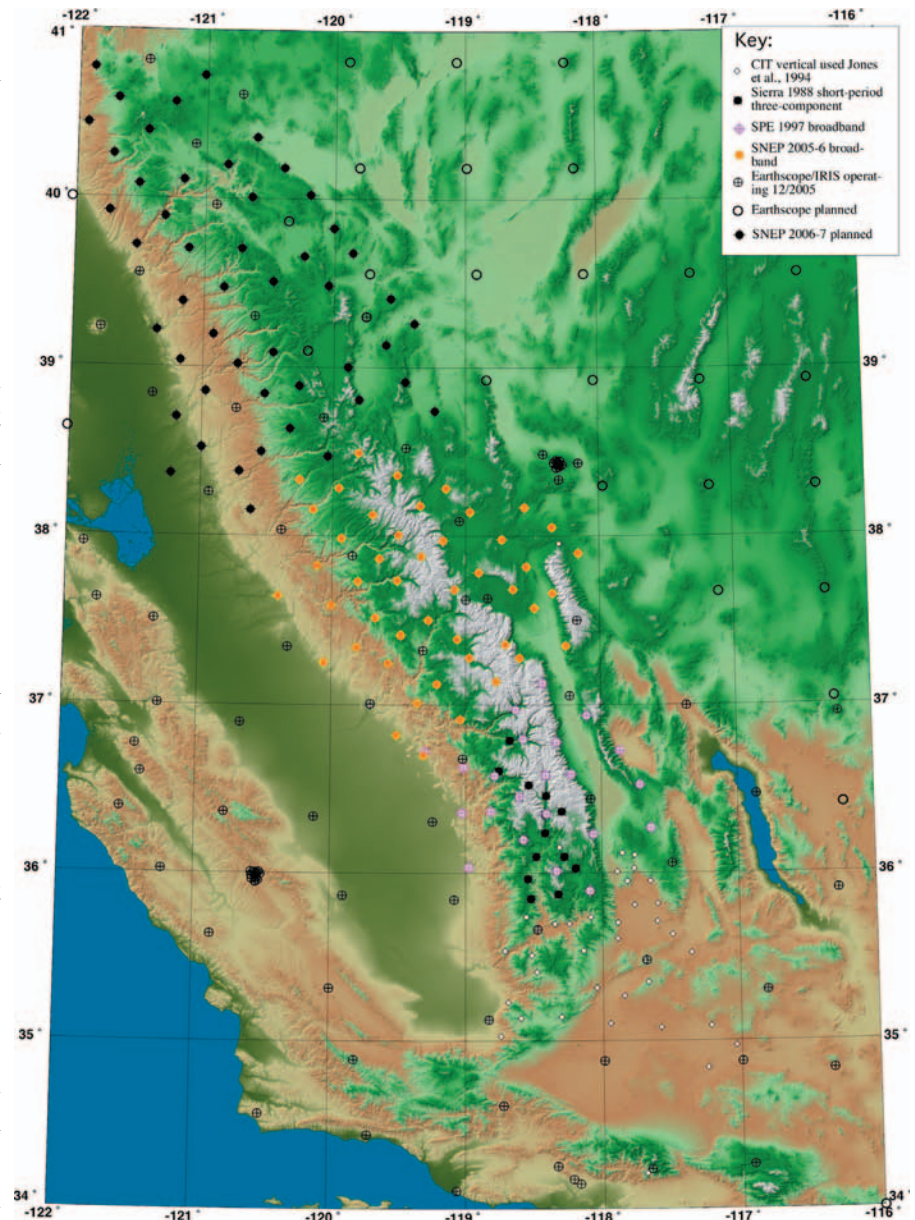 -122
-121
-120
-119
-118
-117
-116
41°
Key:
CIT vertical used Jones
et al., 1994
Sierra 1988 short-period
three-component
SPE 1997 broadband
SNEP 2005-6 broad-
band
Earthscope/IRIS operat-
ing 12/2005
Earthscope planned
SNEP 2006-7 planned
40°
39°
39°
38°
38°
37°
37°
36°
36°
35°
35°
34°
34°
-122
-121
-120
-119
-118
-117
-116